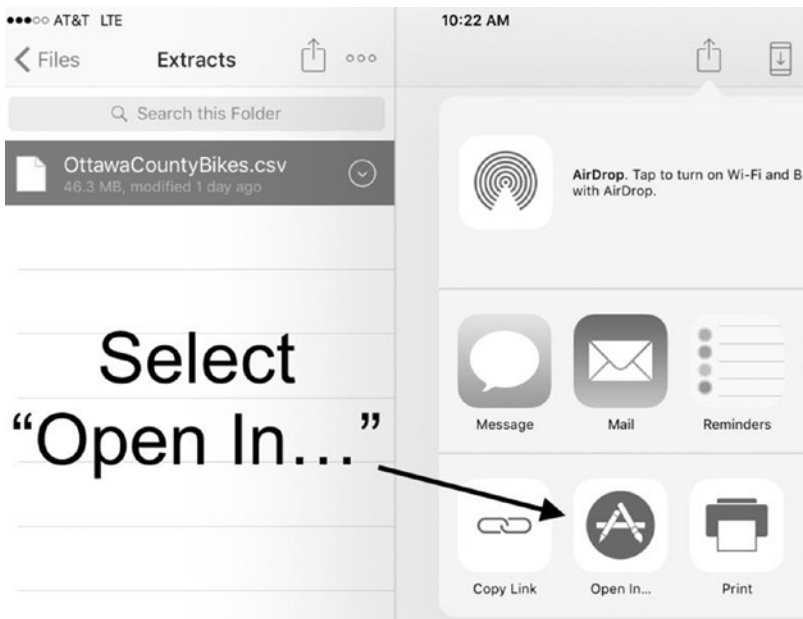 AT&T LTE
10:22 AM
Files
Extracts
Search this Folder
OttawaCountyBikes.csv
46.3 MB, modified 1 day ago
Select
“Open In...”
AirDrop. Tap to turn on Wi-Fi and B
with AirDrop.
Message
Mail
Reminders
Copy Link
Open In...
Print